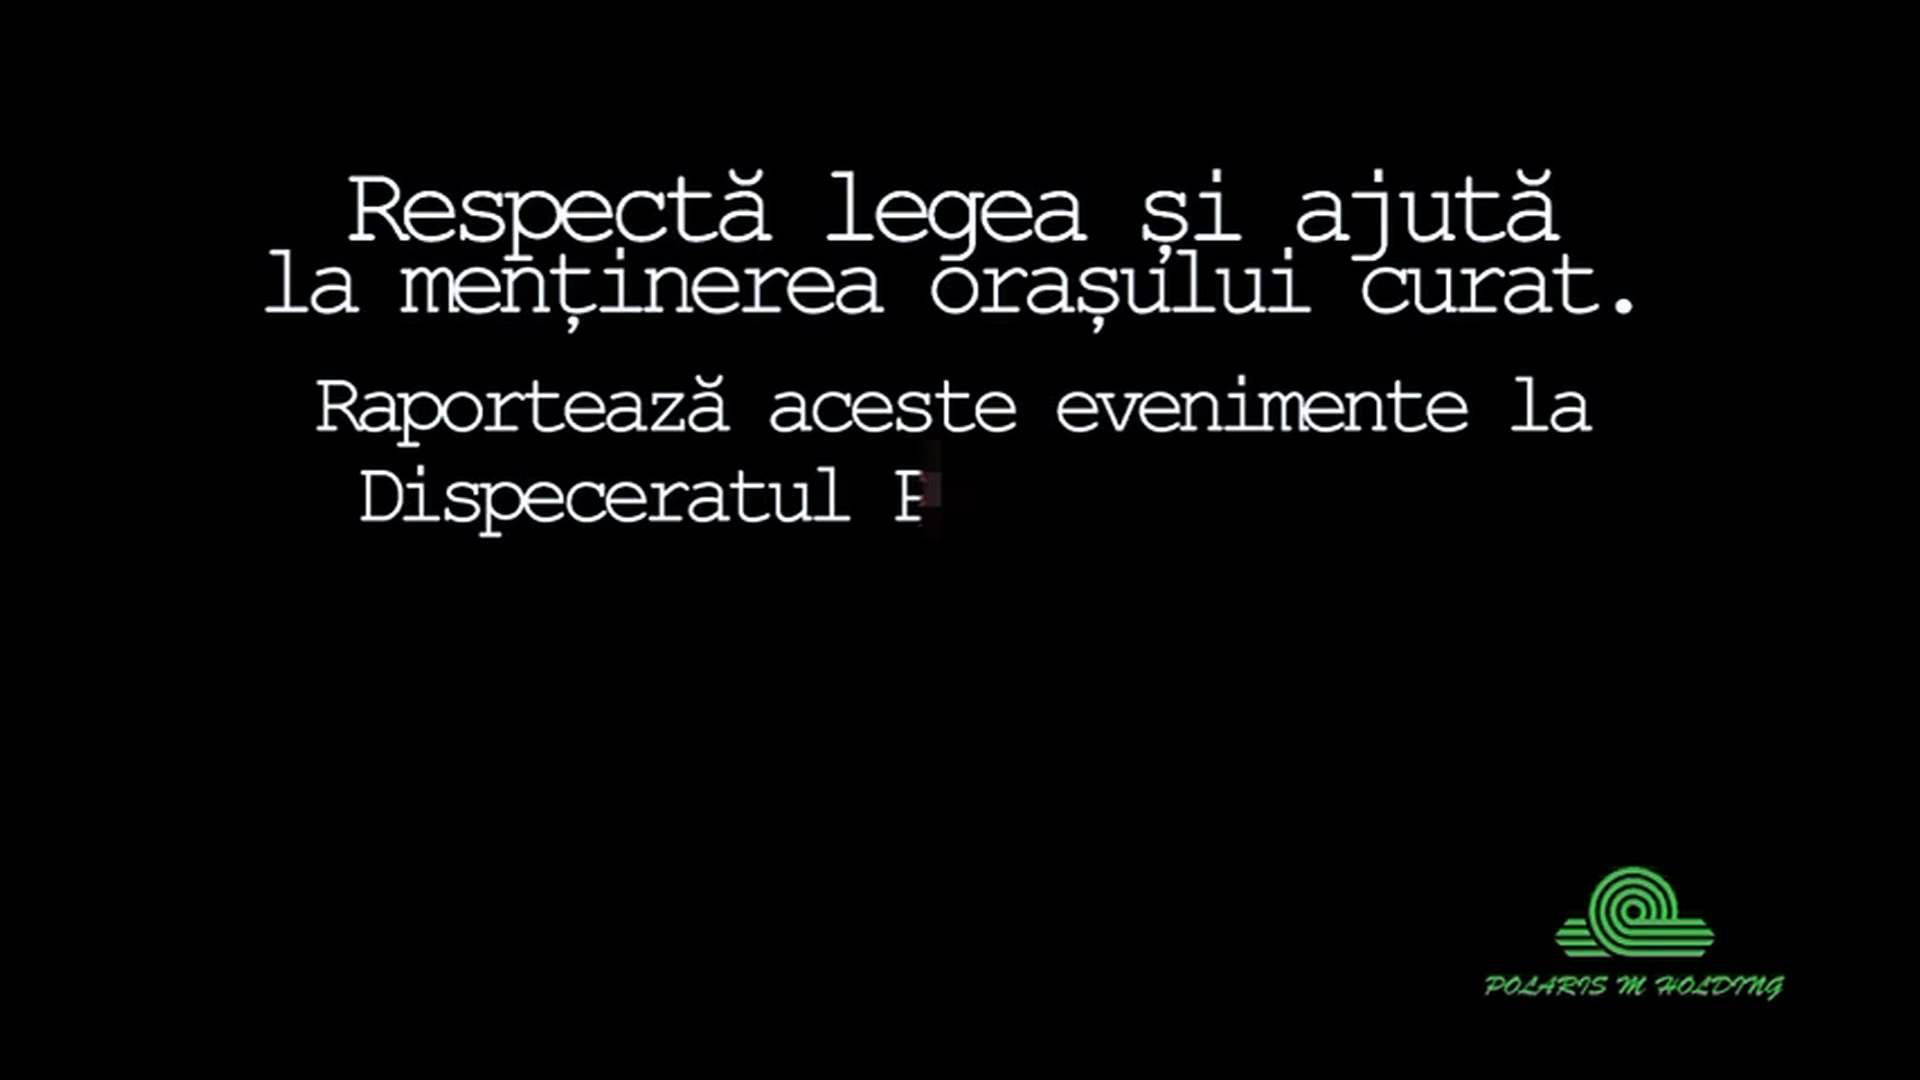 Respectă legea și ajută
la menținerea orașului curat.
Raportează aceste evenimente la
Dispeceratul
POLARIS M HOLDING